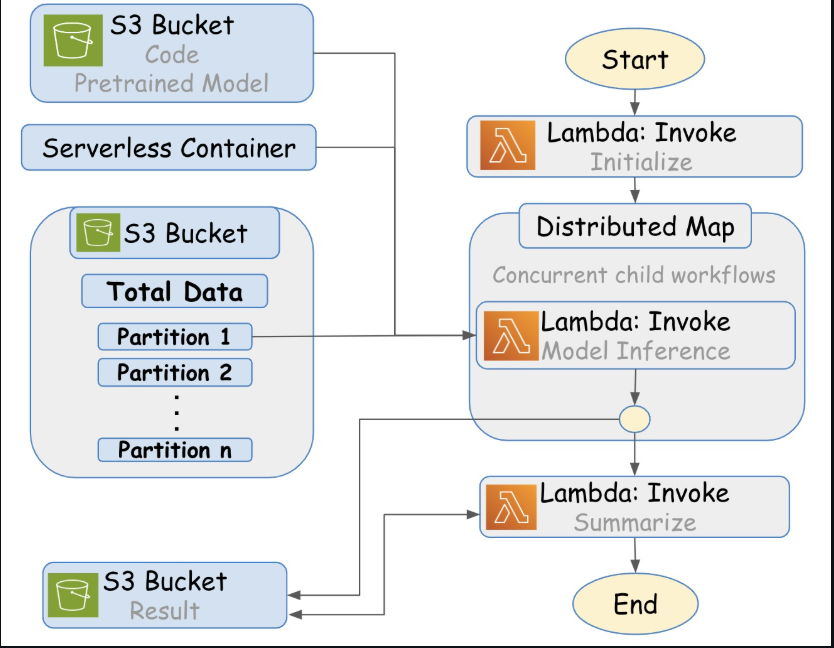 S3 Bucket
Code
Pretrained Model
Serverless Container
S3 Bucket
Total Data
Partition 1
Partition 2
Partition n
S3 Bucket
Result
Start
Lambda: Invoke
Initialize
Distributed Map
Concurrent child workflows
Lambda: Invoke
Model Inference
Lambda: Invoke
Summarize
End